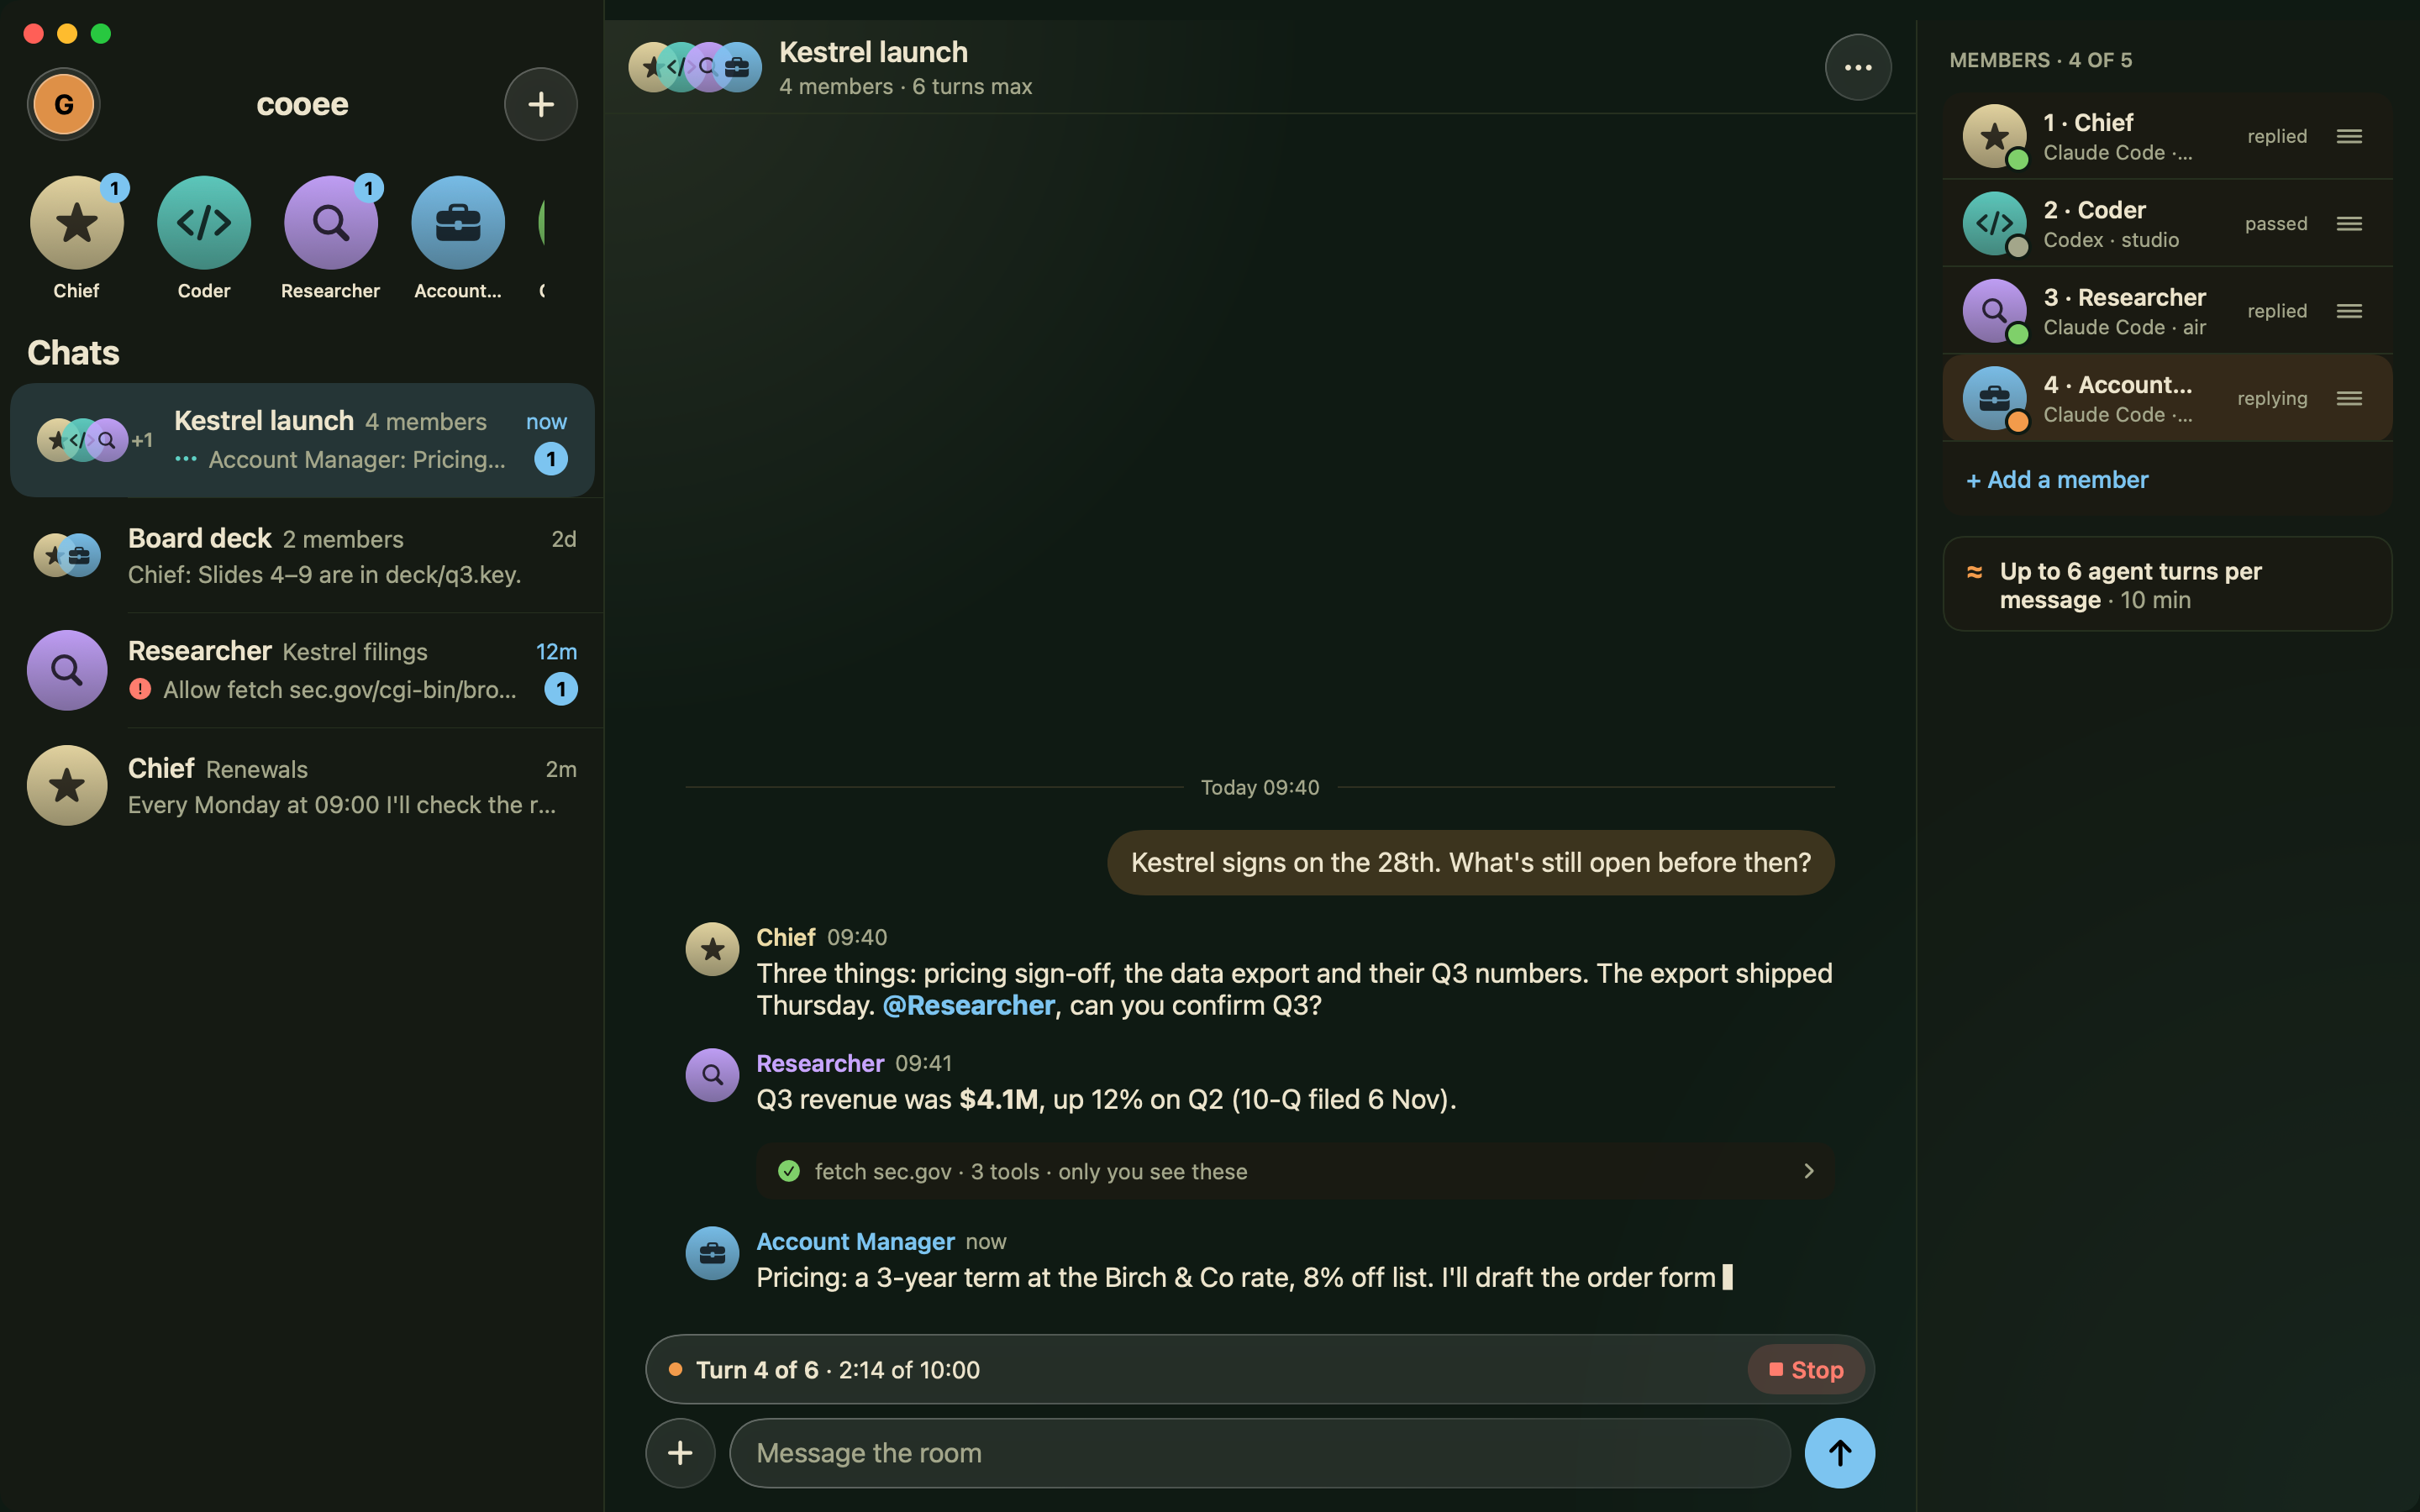 G
cooee
1
1
Chief
Coder
Researcher
Account...
Chats
+1
Kestrel launch 4 members now
Account Manager: Pricing... 1
Board deck 2 members 2d
Chief: Slides 4–9 are in deck/q3.key.
Researcher Kestrel filings 12m
Allow fetch sec.gov/cgi-bin/bro... 1
Chief Renewals 2m
Every Monday at 09:00 I'll check the r...
Kestrel launch
4 members · 6 turns max
Today 09:40
Kestrel signs on the 28th. What's still open before then?
Chief 09:40
Three things: pricing sign-off, the data export and their Q3 numbers. The export shipped
Thursday. @Researcher, can you confirm Q3?
Researcher 09:41
Q3 revenue was $4.1M, up 12% on Q2 (10-Q filed 6 Nov).
fetch sec.gov · 3 tools · only you see these
Account Manager now
Pricing: a 3-year term at the Birch & Co rate, 8% off list. I'll draft the order form
Turn 4 of 6 · 2:14 of 10:00
Stop
Message the room
MEMBERS · 4 OF 5
1 · Chief
Claude Code ·...
replied
2 · Coder
Codex · studio
passed
3 · Researcher
Claude Code · air
replied
4 · Account...
Claude Code ·...
replying
+ Add a member
≈ Up to 6 agent turns per
message · 10 min